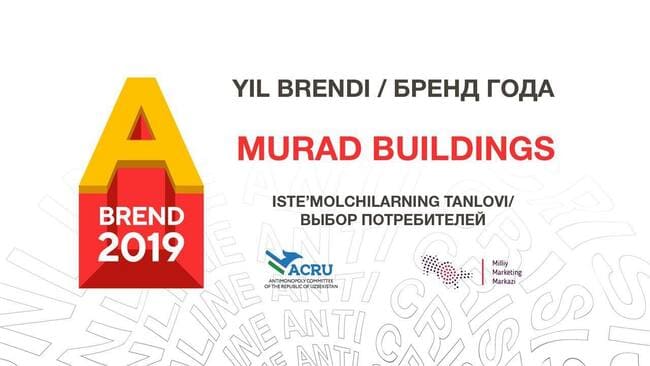 YIL BRENDI / БРЕНД ГОДА
A
BREND
2019
MURAD BUILDINGS
ISTE’MOLCHILARNING TANLOVI/
ВЫБОР ПОТРЕБИТЕЛЕЙ
ACRU
ANTIMONOPOLY COMMITTEE
OF THE REPUBLIC OF UZBEKISTAN
Milliy
Marketing
Markazi